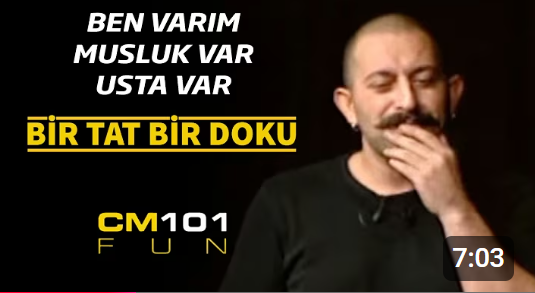 BEN VARIM
MUSLUK VAR
USTA VAR
BİR TAT BİR DOKU
CM101
FUN
7:03